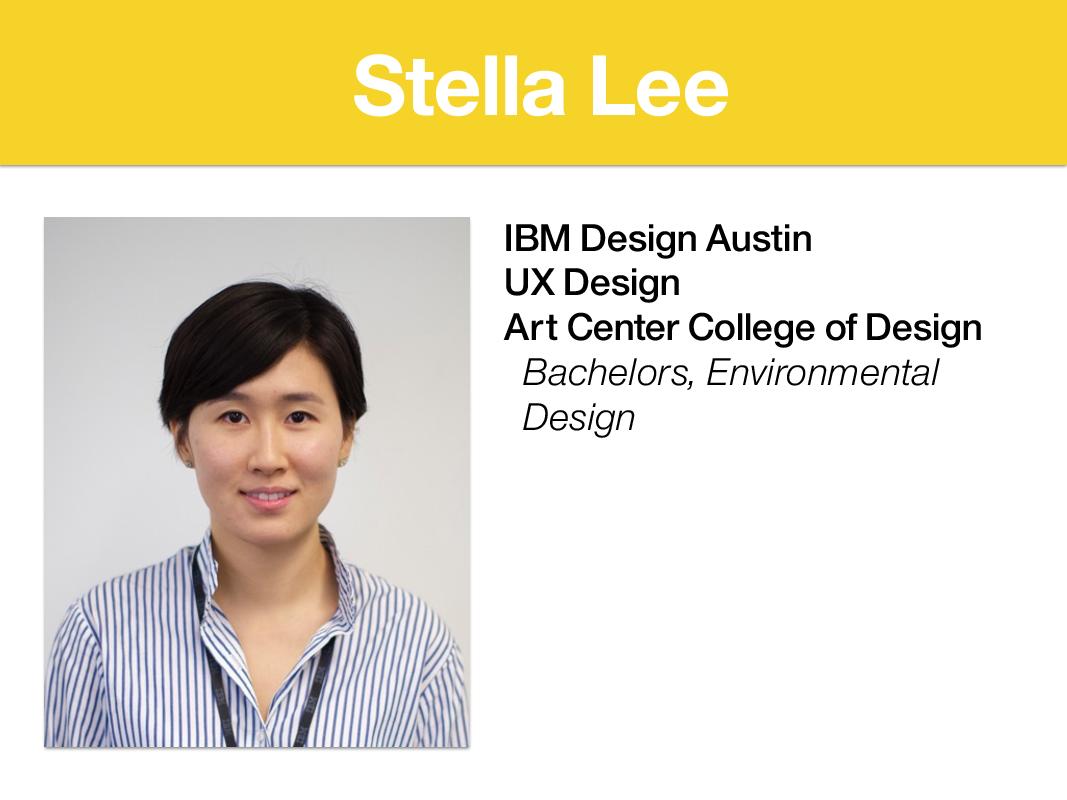 Stella Lee
IBM Design Austin
UX Design
Art Center College of Design
Bachelors, Environmental
Design